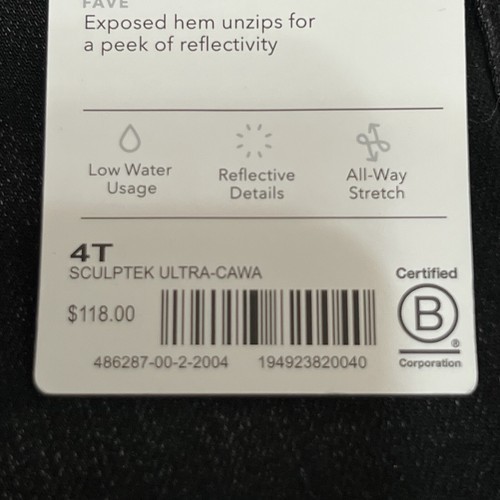 FAVE
Exposed hem unzips for
a peek of reflectivity
Low Water
Usage
Reflective
Details
All-Way
Stretch
4T
SCULPTEK ULTRA-CAWA
$118.00
486287-00-2-2004 194923820040
Certified
B
®
Corporation